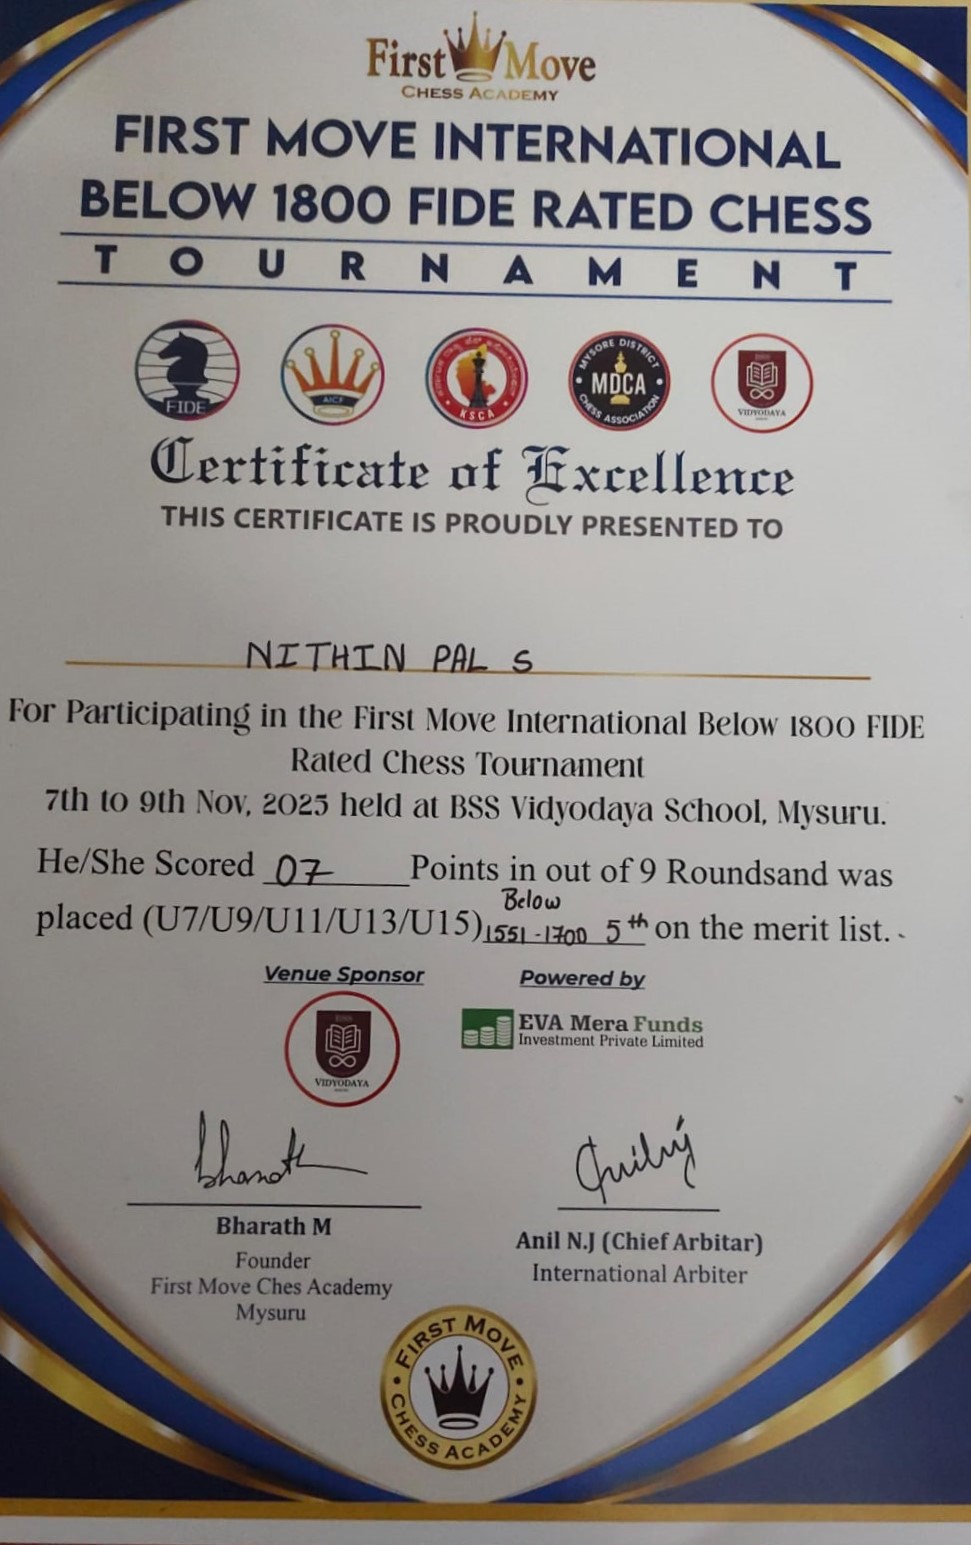 First Move
CHESS ACADEMY
FIRST MOVE INTERNATIONAL
BELOW 1800 FIDE RATED CHESS
TOURNAMENT
FIDE
AICF
KSCA
MYSORE DISTRICT
MDCA
CHESS ASSOCIATION
VIDYODAYA
Certificate of Excellence
THIS CERTIFICATE IS PROUDLY PRESENTED TO
NITHIN PAL S
For Participating in the First Move International Below 1800 FIDE
Rated Chess Tournament
7th to 9th Nov, 2025 held at BSS Vidyodaya School, Mysuru.
He/She Scored 07 Points in out of 9 Roundsand was
Below
placed (U7/U9/U11/U13/U15) 1551-1700 5th on the merit list.
Venue Sponsor
Powered by
VIDYODAYA
EVA Mera Funds
Investment Private Limited
Bharath
Bharath M
Founder
First Move Ches Academy
Mysuru
Anil N.J (Chief Arbitar)
International Arbiter
FIRST MOVE
CHESS ACADEMY